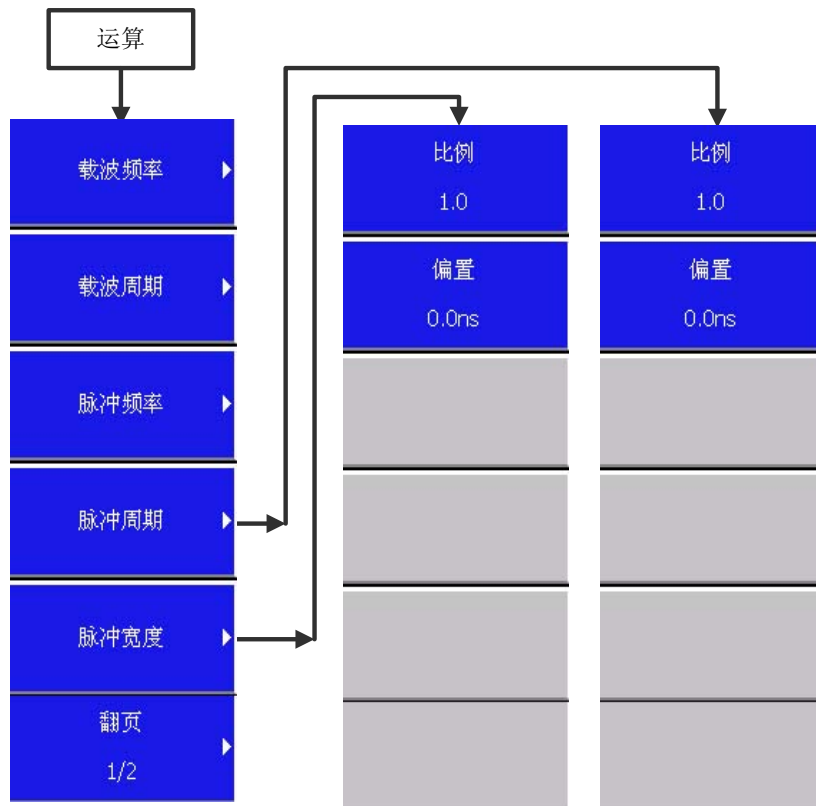 运算
载波频率
载波周期
脉冲频率
脉冲周期
脉冲宽度
翻页
1/2
比例
1.0
偏置
0.0ns
比例
1.0
偏置
0.0ns